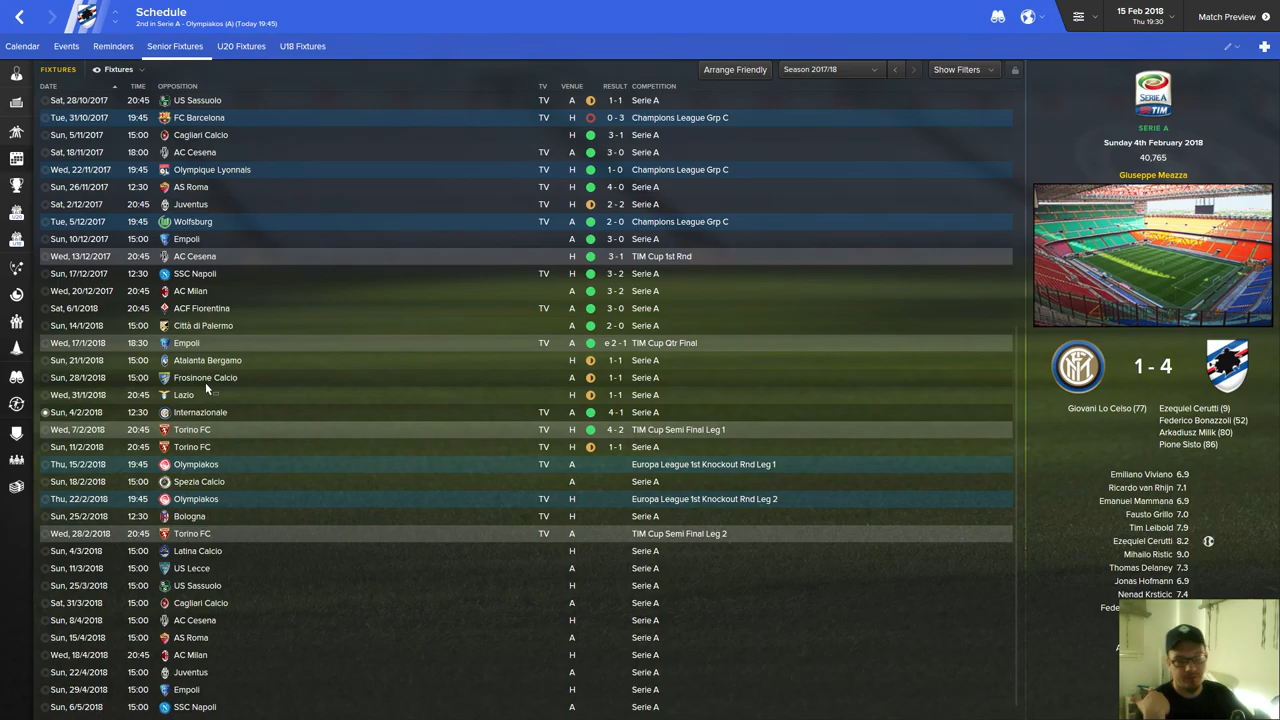 Schedule
2nd in Serie A - Olympiakos (A) (Today 19:45)
15 Feb 2018
Thu 19:30
Match Preview
Calendar Events Reminders Senior Fixtures U20 Fixtures U18 Fixtures
FIXTURES Fixtures Arrange Friendly Season 2017/18 Show Filters
DATE TIME OPPOSITION TV VENUE RESULT COMPETITION
Sat, 28/10/2017 20:45 US Sassuolo TV A 1-1 Serie A
Tue, 31/10/2017 19:45 FC Barcelona TV H 0 - 3 Champions League Grp C
Sun, 5/11/2017 15:00 Cagliari Calcio H 3 - 1 Serie A
Sat, 18/11/2017 18:00 AC Cesena TV A 3 - 0 Serie A
Wed, 22/11/2017 19:45 Olympique Lyonnais TV H 1 - 0 Champions League Grp C
Sun, 26/11/2017 12:30 AS Roma TV H 4 - 0 Serie A
Sat, 2/12/2017 20:45 Juventus TV H 2 - 2 Serie A
Tue, 5/12/2017 19:45 Wolfsburg TV A 2 - 0 Champions League Grp C
Sun, 10/12/2017 15:00 Empoli A 3 - 0 Serie A
Wed, 13/12/2017 20:45 AC Cesena H 3 - 1 TIM Cup 1st Rnd
Sun, 17/12/2017 12:30 SSC Napoli TV H 3 - 2 Serie A
Wed, 20/12/2017 20:45 AC Milan A 3 - 2 Serie A
Sat, 6/1/2018 20:45 ACF Fiorentina TV H 3 - 0 Serie A
Sun, 14/1/2018 15:00 Città di Palermo A 2 - 0 Serie A
Wed, 17/1/2018 18:30 Empoli TV A e 2 - 1 TIM Cup Qtr Final
Sun, 21/1/2018 15:00 Atalanta Bergamo H 1-1 Serie A
Sun, 28/1/2018 15:00 Frosinone Calcio A 1-1 Serie A
Wed, 31/1/2018 20:45 Lazio H 1-1 Serie A
Sun, 4/2/2018 12:30 Internazionale TV A 4-1 Serie A
Wed, 7/2/2018 20:45 Torino FC TV H 4 - 2 TIM Cup Semi Final Leg 1
Sun, 11/2/2018 20:45 Torino FC TV H 1-1 Serie A
Thu, 15/2/2018 19:45 Olympiakos TV A Europa League 1st Knockout Rnd Leg 1
Sun, 18/2/2018 15:00 Spezia Calcio A Serie A
Thu, 22/2/2018 19:45 Olympiakos TV H Europa League 1st Knockout Rnd Leg 2
Sun, 25/2/2018 12:30 Bologna TV H Serie A
Wed, 28/2/2018 20:45 Torino FC TV A TIM Cup Semi Final Leg 2
Sun, 4/3/2018 15:00 Latina Calcio H Serie A
Sun, 11/3/2018 15:00 US Lecce A Serie A
Sun, 25/3/2018 15:00 US Sassuolo H Serie A
Sat, 31/3/2018 15:00 Cagliari Calcio A Serie A
Sun, 8/4/2018 15:00 AC Cesena H Serie A
Sun, 15/4/2018 15:00 AS Roma A Serie A
Wed, 18/4/2018 20:45 AC Milan H Serie A
Sun, 22/4/2018 15:00 Juventus A Serie A
Sun, 29/4/2018 15:00 Empoli H Serie A
Sun, 6/5/2018 15:00 SSC Napoli A Serie A
SERIE A
TIM
SERIE A
Sunday 4th February 2018
40,765
Giuseppe Meazza
1 - 4
Giovani Lo Celso (77)
Ezequiel Cerutti (9)
Federico Bonazzoli (52)
Arkadiusz Milik (80)
Pione Sisto (86)
Emiliano Viviano 6.9
Ricardo van Rhijn 7.1
Emanuel Mammana 6.9
Fausto Grillo 7.0
Tim Leibold 7.9
Ezequiel Cerutti 8.2
Mihailo Ristic 9.0
Thomas Delaney 7.3
Jonas Hofmann 6.9
Nenad Krsticic 7.4